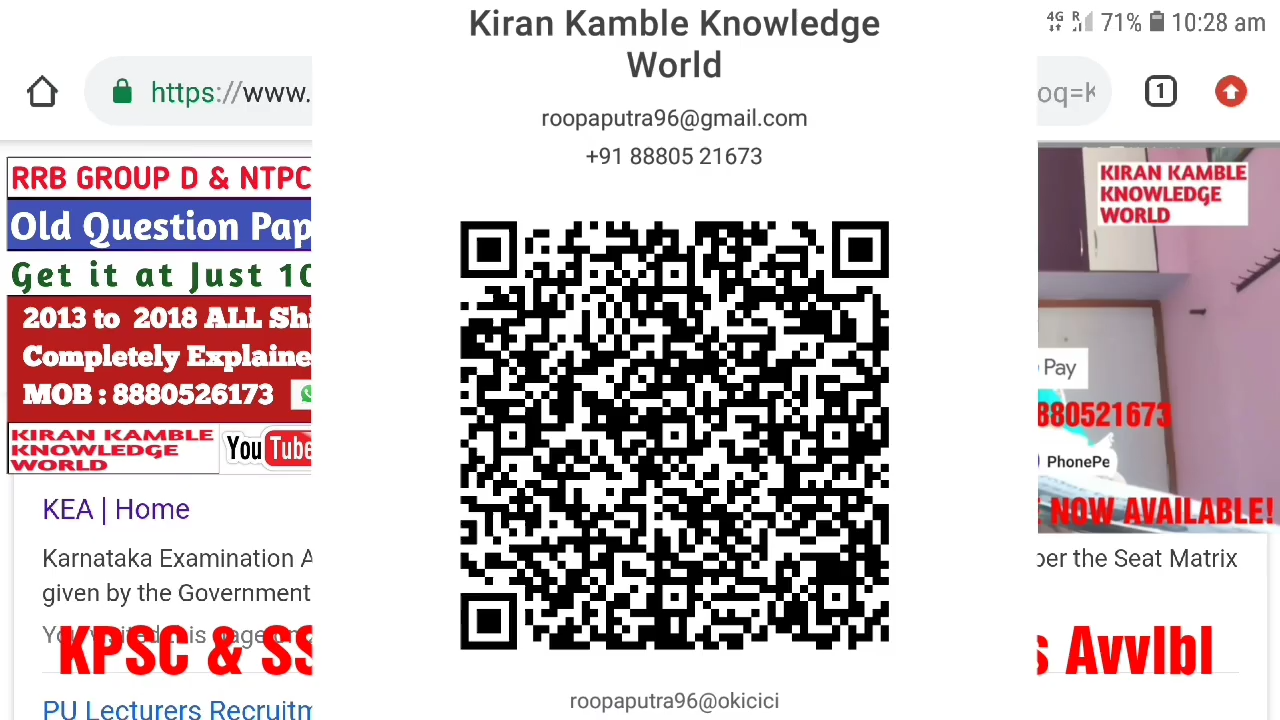 Kiran Kamble Knowledge
World
roopaputra96@gmail.com
+91 88805 21673
roopaputra96@okicici
4G R 71% 10:28 am
https://www.
oq=k
1
RRB GROUP D & NTPC
Old Question Pap
Get it at Just 10
2013 to 2018 ALL Shi
Completely Explaine
MOB : 8880526173
KIRAN KAMBLE
KNOWLEDGE
WORLD
You Tube
KIRAN KAMBLE
KNOWLEDGE
WORLD
Pay
880521673
PhonePe
NOW AVAILABLE!
KEA | Home
Karnataka Examination A
per the Seat Matrix
given by the Government
KPSC & SS
s Avvlbl
PU Lecturers Recruitm